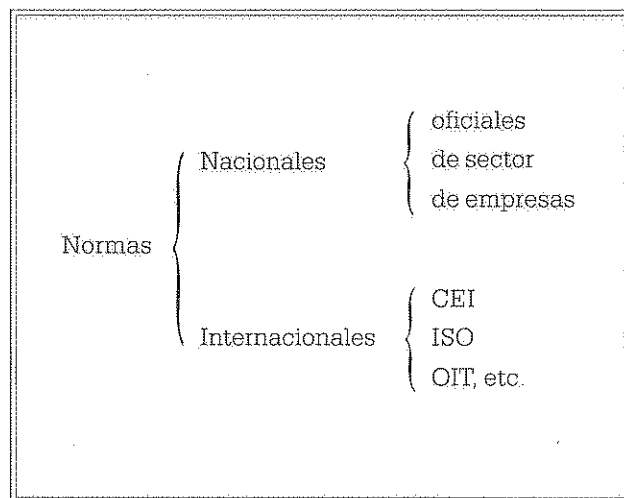 oficiales
Nacionales
de sector
de empresas
Normas
CEI
Internacionales
ISO
OIT, etc.